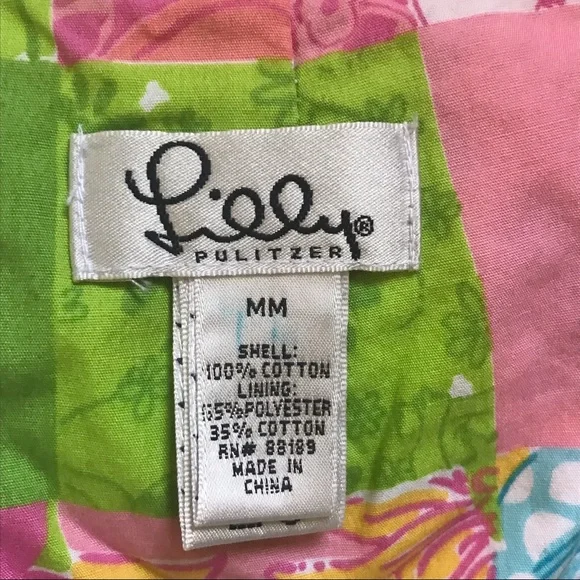 Lilly®
PULITZER
MM
SHELL:
100% COTTON
LINING:
65% POLYESTER
35% COTTON
RN# 88189
MADE IN
CHINA